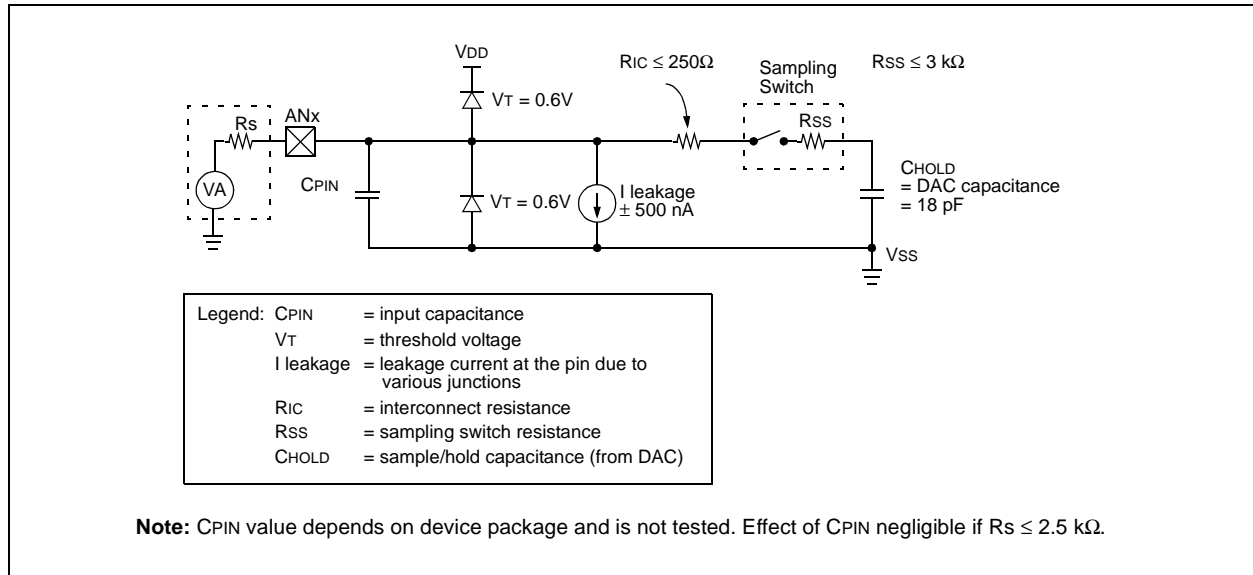 VDD
RIC ≤ 250Ω
Sampling
Switch
RSS ≤ 3 kΩ
VT = 0.6V
ANx
Rs
RSS
VA
CPIN
VT = 0.6V
I leakage
± 500 nA
CHOLD
= DAC capacitance
= 18 pF
VSS
Legend: CPIN = input capacitance
VT = threshold voltage
I leakage = leakage current at the pin due to
various junctions
RIC = interconnect resistance
RSS = sampling switch resistance
CHOLD = sample/hold capacitance (from DAC)
Note: CPIN value depends on device package and is not tested. Effect of CPIN negligible if Rs ≤ 2.5 kΩ.